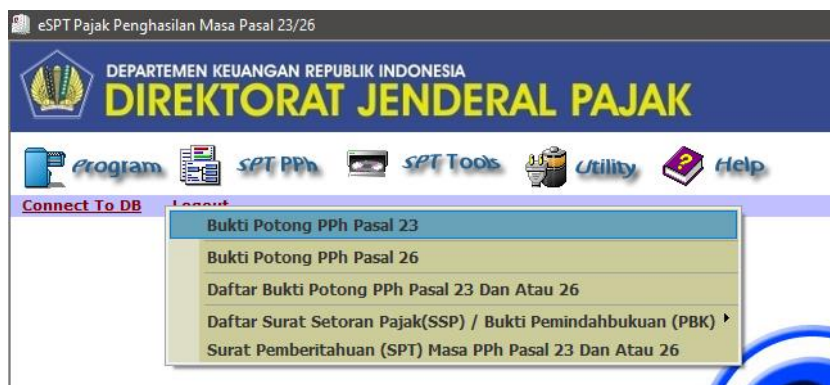 eSPT Pajak Penghasilan Masa Pasal 23/26
DEPARTEMEN KEUANGAN REPUBLIK INDONESIA
DIREKTORAT JENDERAL PAJAK
Program SPT PPh SPT Tools Utility Help
Connect To DB Logout
Bukti Potong PPh Pasal 23
Bukti Potong PPh Pasal 26
Daftar Bukti Potong PPh Pasal 23 Dan Atau 26
Daftar Surat Setoran Pajak(SSP) / Bukti Pemindahbukuan (PBK)
Surat Pemberitahuan (SPT) Masa PPh Pasal 23 Dan Atau 26